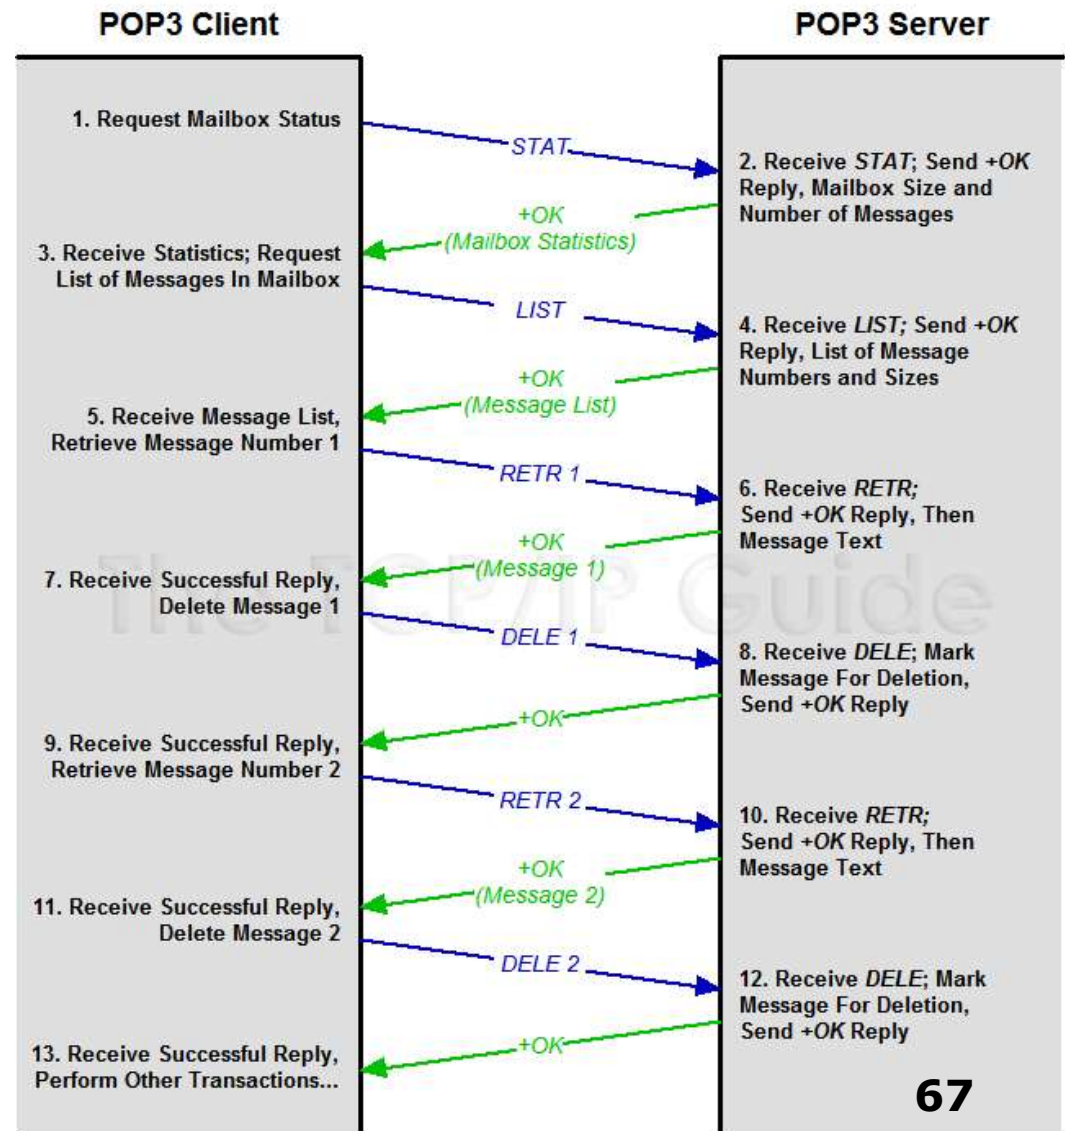 POP3 Client
POP3 Server
1. Request Mailbox Status
STAT
2. Receive STAT; Send +OK
Reply, Mailbox Size and
Number of Messages
+OK
(Mailbox Statistics)
3. Receive Statistics; Request
List of Messages In Mailbox
LIST
4. Receive LIST; Send +OK
Reply, List of Message
Numbers and Sizes
+OK
(Message List)
5. Receive Message List,
Retrieve Message Number 1
RETR 1
6. Receive RETR;
Send +OK Reply, Then
Message Text
+OK
(Message 1)
The TCP/IP Guide
7. Receive Successful Reply,
Delete Message 1
DELE 1
8. Receive DELE; Mark
Message For Deletion,
Send +OK Reply
+OK
9. Receive Successful Reply,
Retrieve Message Number 2
RETR 2
10. Receive RETR;
Send +OK Reply, Then
Message Text
+OK
(Message 2)
11. Receive Successful Reply,
Delete Message 2
DELE 2
12. Receive DELE; Mark
Message For Deletion,
Send +OK Reply
+OK
13. Receive Successful Reply,
Perform Other Transactions...
67